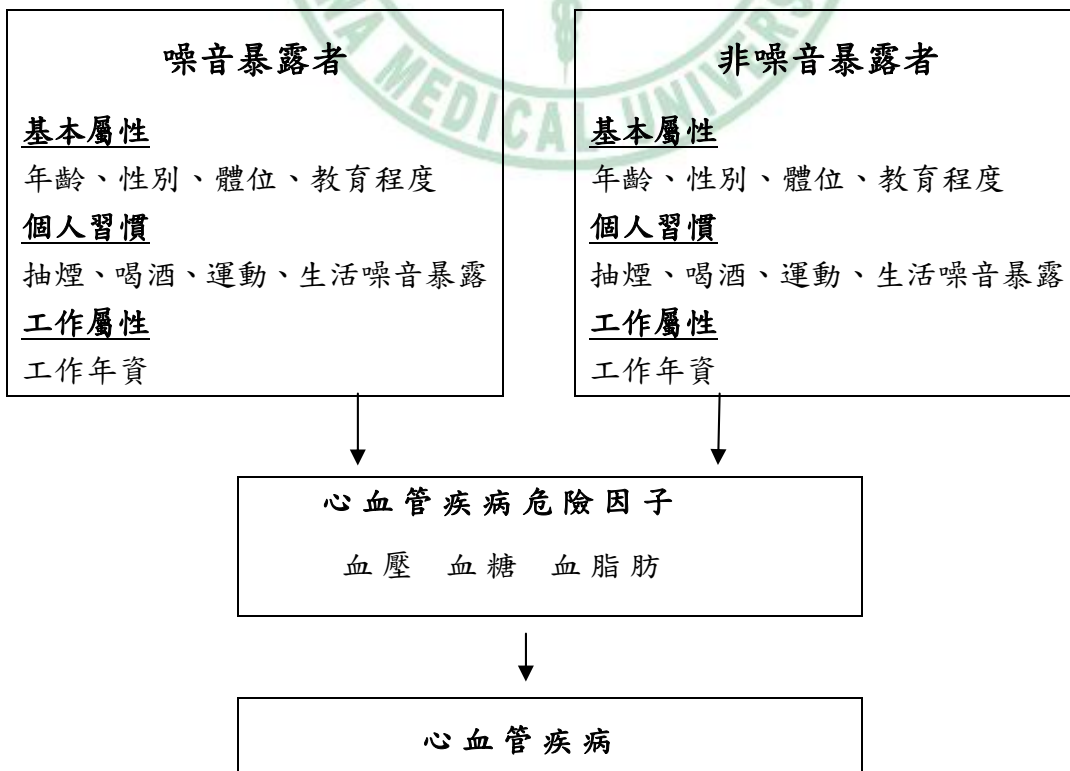 NA MEDICAL UNIVERS
噪音暴露者
基本屬性
年齡、性別、體位、教育程度
個人習慣
抽煙、喝酒、運動、生活噪音暴露
工作屬性
工作年資
非噪音暴露者
基本屬性
年齡、性別、體位、教育程度
個人習慣
抽煙、喝酒、運動、生活噪音暴露
工作屬性
工作年資
心血管疾病危險因子
血壓 血糖 血脂肪
心血管疾病